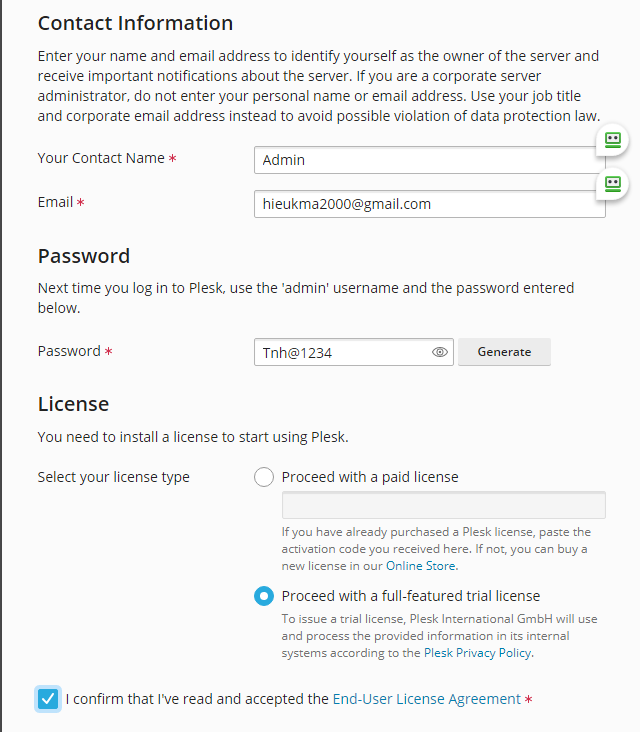 Contact Information
Enter your name and email address to identify yourself as the owner of the server and
receive important notifications about the server. If you are a corporate server
administrator, do not enter your personal name or email address. Use your job title
and corporate email address instead to avoid possible violation of data protection law.
Your Contact Name *
Admin
Email *
hieukma2000@gmail.com
Password
Next time you log in to Plesk, use the 'admin' username and the password entered
below.
Password *
Tnh@1234
Generate
License
You need to install a license to start using Plesk.
Select your license type
Proceed with a paid license
If you have already purchased a Plesk license, paste the
activation code you received here. If not, you can buy a
new license in our Online Store.
Proceed with a full-featured trial license
To issue a trial license, Plesk International GmbH will use
and process the provided information in its internal
systems according to the Plesk Privacy Policy.
I confirm that I've read and accepted the End-User License Agreement *